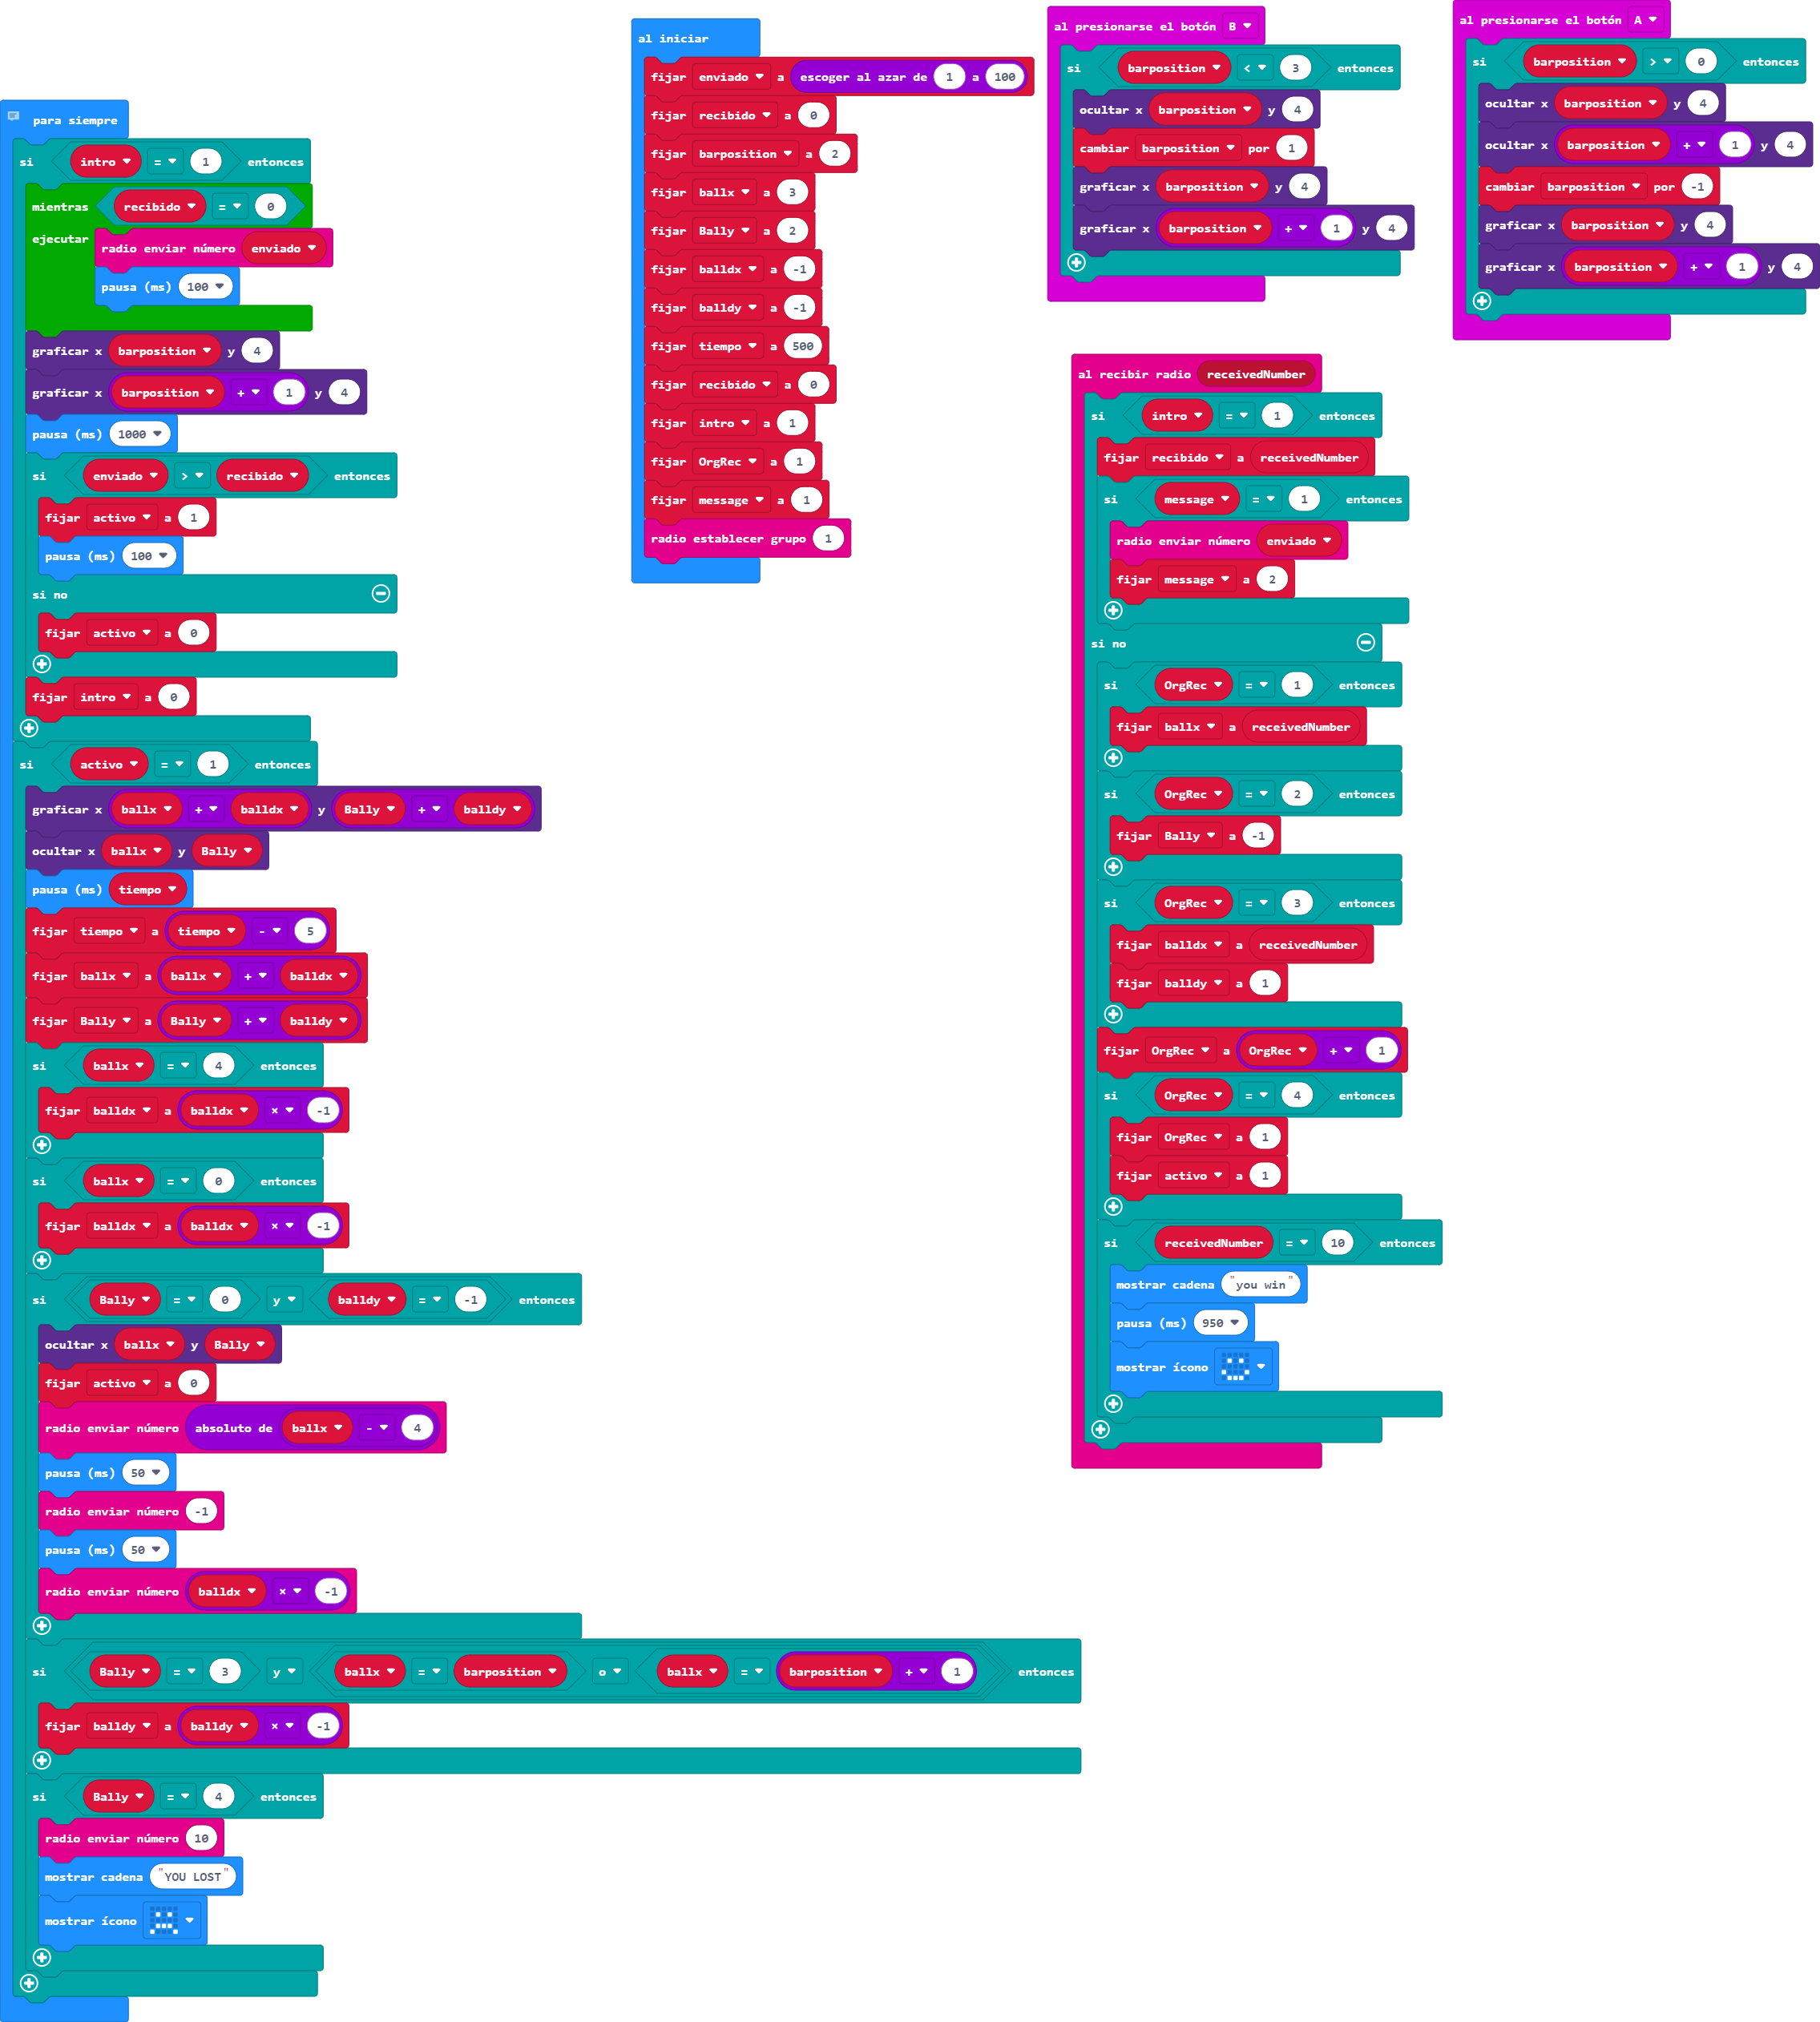 para siempre
si intro = 1 entonces
mientras recibido = 0
ejecutar radio enviar número enviado
pausa (ms) 100
graficar x barposition y 4
graficar x barposition + 1 y 4
pausa (ms) 1000
si enviado > recibido entonces
fijar activo a 1
pausa (ms) 100
si no
fijar activo a 0
fijar intro a 0
si activo = 1 entonces
graficar x ballx + balldx y Bally + balldy
ocultar x ballx y Bally
pausa (ms) tiempo
fijar tiempo a tiempo - 5
fijar ballx a ballx + balldx
fijar Bally a Bally + balldy
si ballx = 4 entonces
fijar balldx a balldx × -1
si ballx = 0 entonces
fijar balldx a balldx × -1
si Bally = 0 y balldy = -1 entonces
ocultar x ballx y Bally
fijar activo a 0
radio enviar número absoluto de ballx - 4
pausa (ms) 50
radio enviar número -1
pausa (ms) 50
radio enviar número balldx × -1
si Bally = 3 y ballx = barposition o ballx = barposition + 1 entonces
fijar balldy a balldy × -1
si Bally = 4 entonces
radio enviar número 10
mostrar cadena "YOU LOST"
mostrar ícono
al iniciar
fijar enviado a escoger al azar de 1 a 100
fijar recibido a 0
fijar barposition a 2
fijar ballx a 3
fijar Bally a 2
fijar balldx a -1
fijar balldy a -1
fijar tiempo a 500
fijar recibido a 0
fijar intro a 1
fijar OrgRec a 1
fijar message a 1
radio establecer grupo 1
al presionarse el botón B
si barposition < 3 entonces
ocultar x barposition y 4
cambiar barposition por 1
graficar x barposition y 4
graficar x barposition + 1 y 4
al presionarse el botón A
si barposition > 0 entonces
ocultar x barposition y 4
ocultar x barposition + 1 y 4
cambiar barposition por -1
graficar x barposition y 4
graficar x barposition + 1 y 4
al recibir radio receivedNumber
si intro = 1 entonces
fijar recibido a receivedNumber
si message = 1 entonces
radio enviar número enviado
fijar message a 2
si no
si OrgRec = 1 entonces
fijar ballx a receivedNumber
si OrgRec = 2 entonces
fijar Bally a -1
si OrgRec = 3 entonces
fijar balldx a receivedNumber
fijar balldy a 1
fijar OrgRec a OrgRec + 1
si OrgRec = 4 entonces
fijar OrgRec a 1
fijar activo a 1
si receivedNumber = 10 entonces
mostrar cadena "you win"
pausa (ms) 950
mostrar ícono